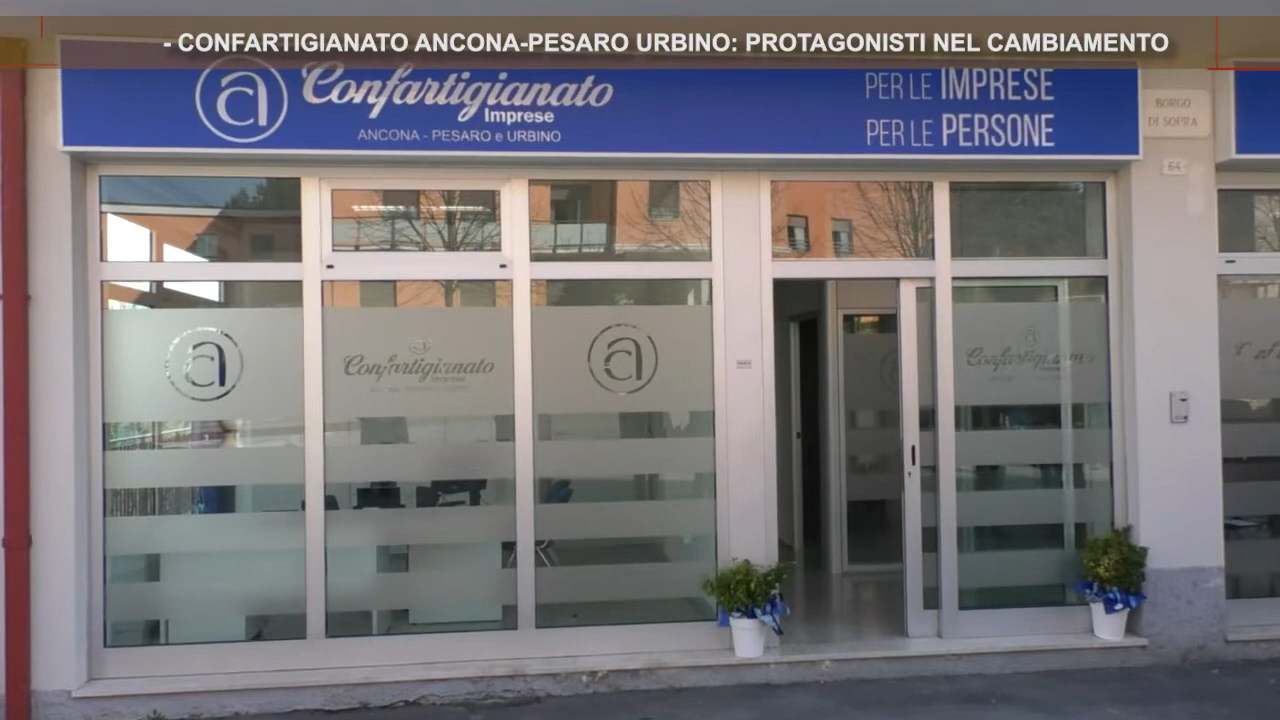 - CONFARTIGIANATO ANCONA-PESARO URBINO: PROTAGONISTI NEL CAMBIAMENTO
a Confartigianato
Imprese
ANCONA - PESARO e URBINO
PER LE IMPRESE
PER LE PERSONE
BORGO
DI SOPRA
64
a
Confartigianato
Imprese
a
Confartigianato
Imprese